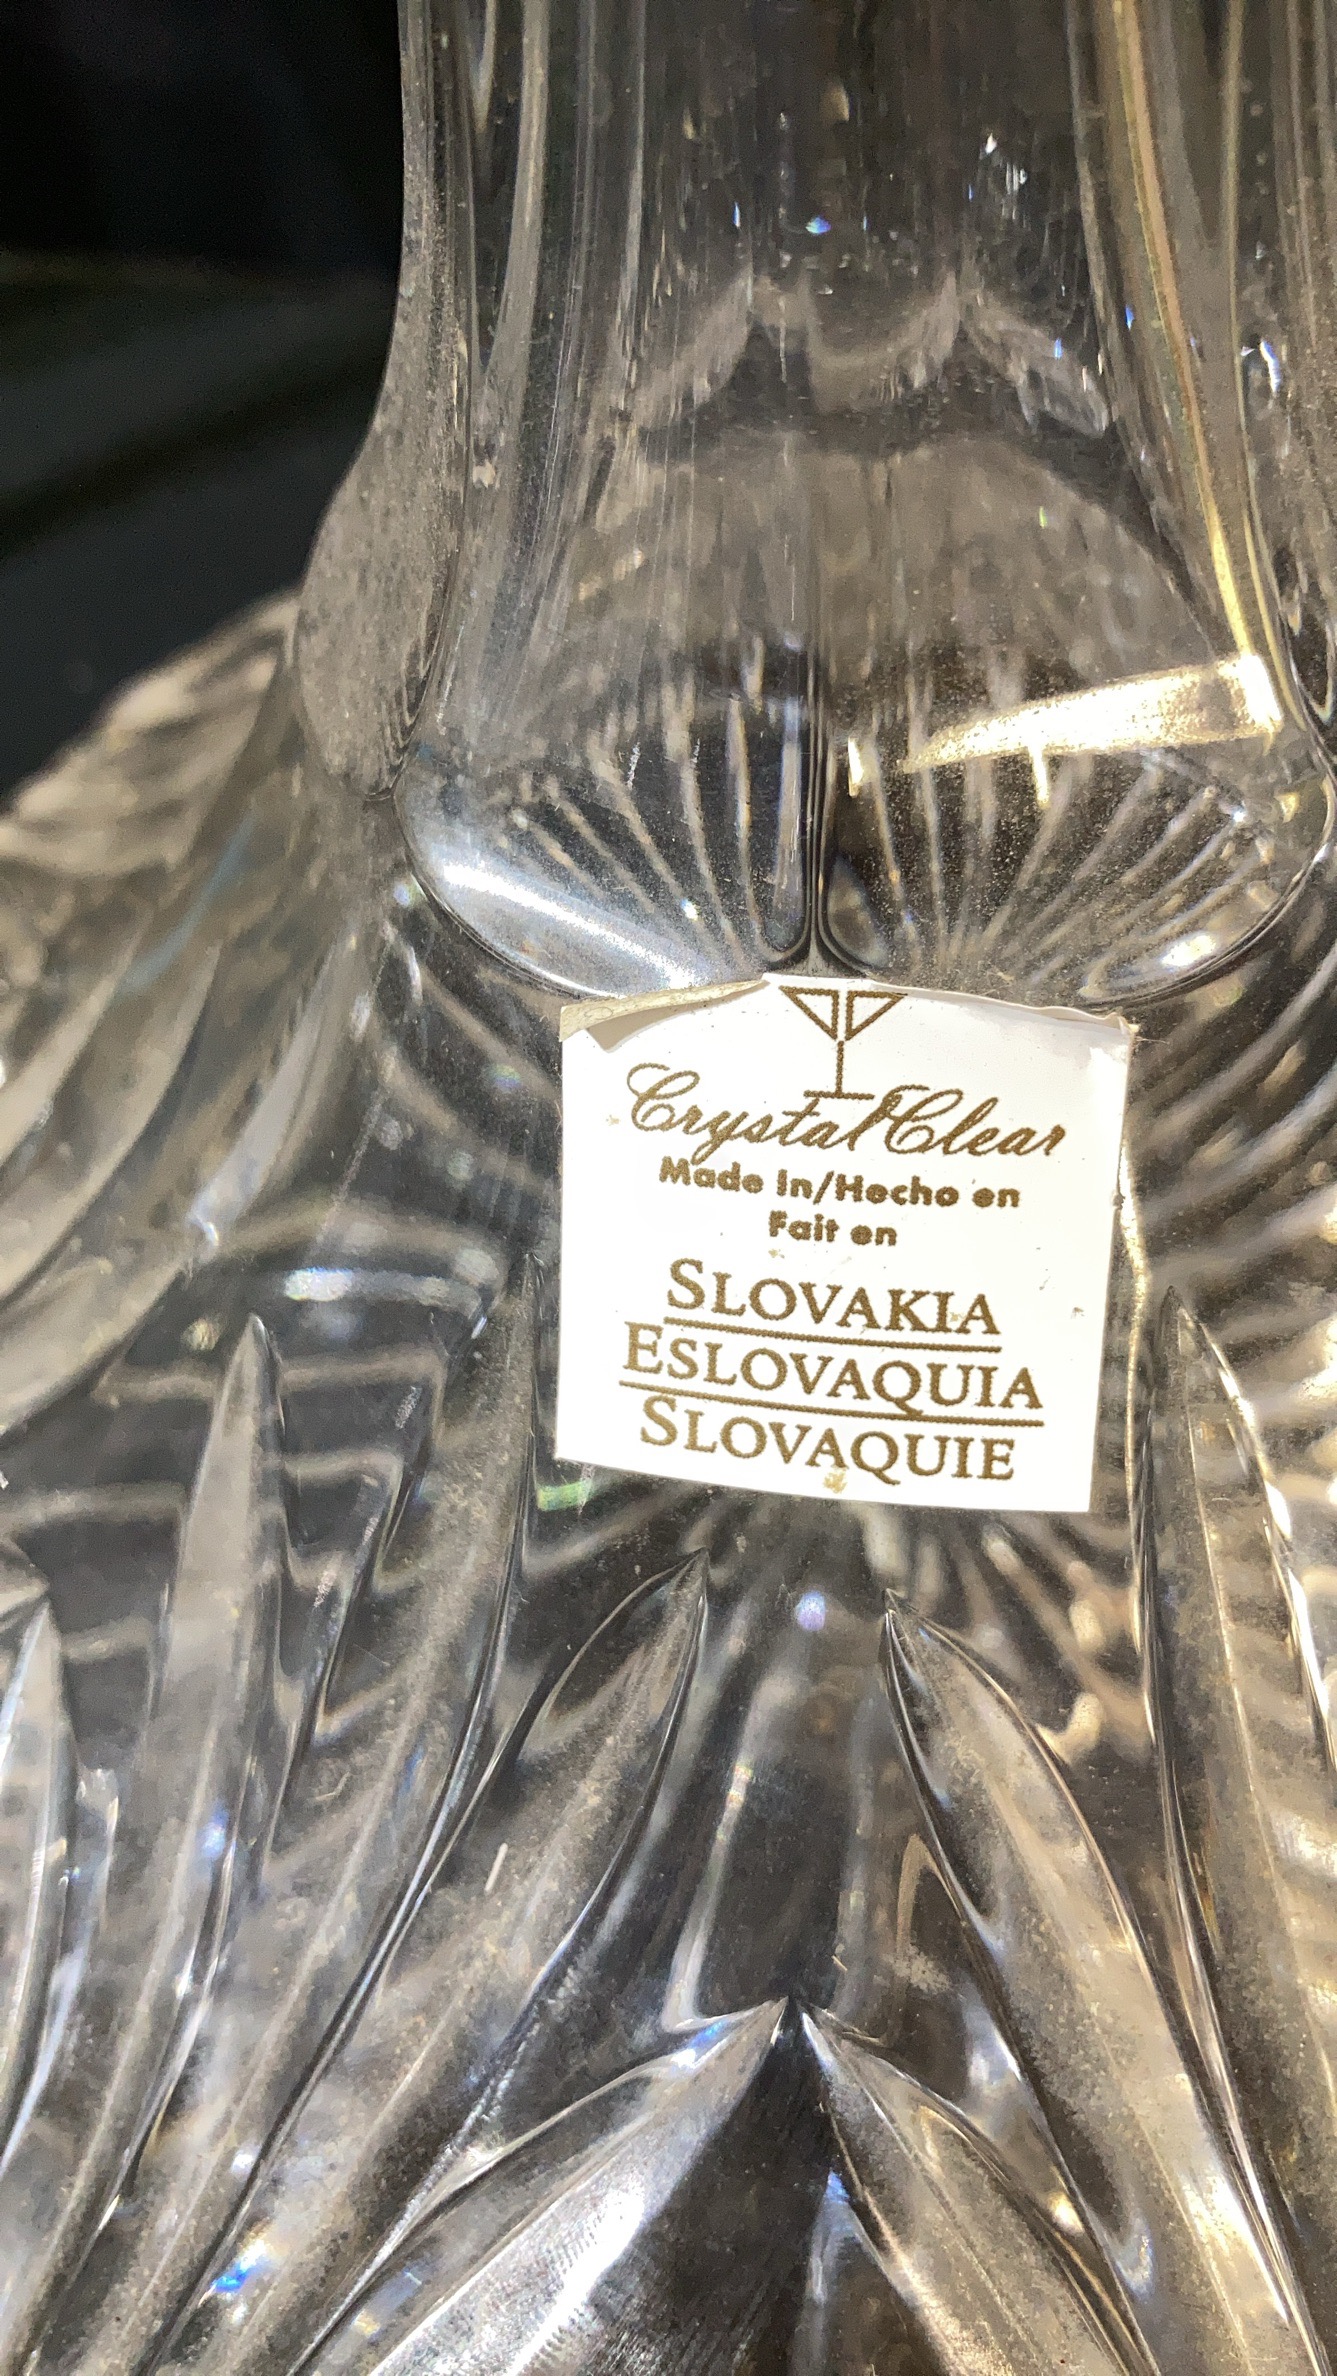 Crystal Clear
Made In/Hecho en
Fait en
SLOVAKIA
ESLOVAQUIA
SLOVAQUIE